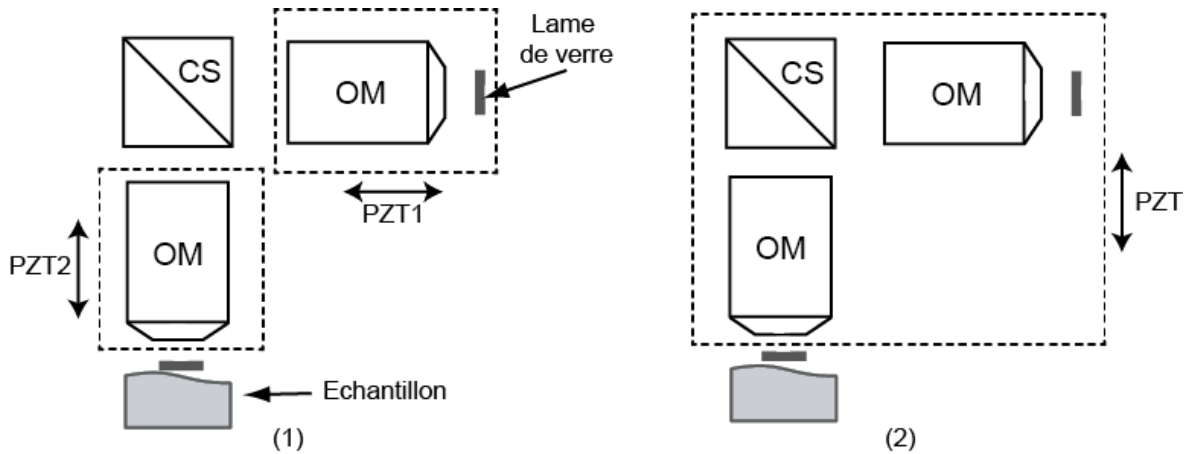 Lame
de verre
CS
OM
PZT1
PZT2
OM
Echantillon
(1)
CS
OM
PZT
OM
(2)